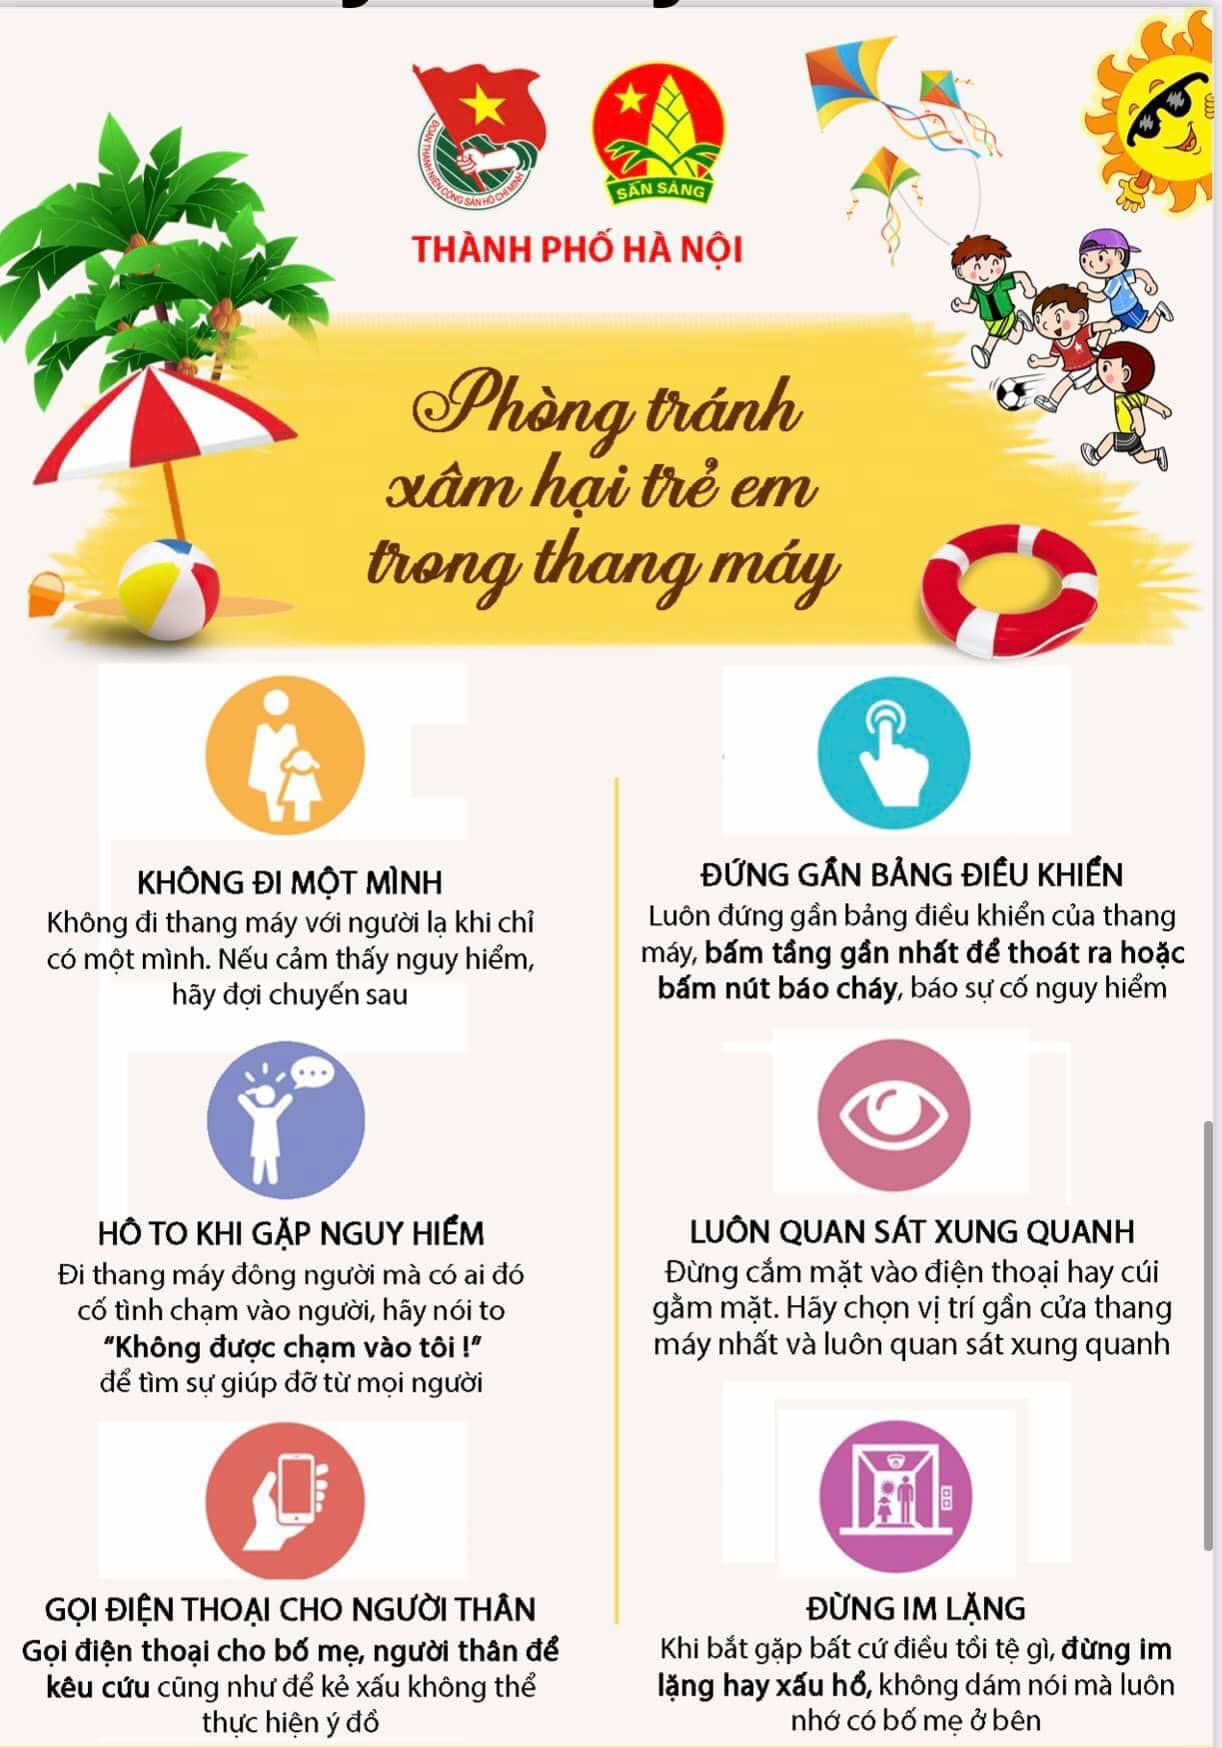 ĐOÀN THANH NIÊN CỘNG SẢN HỒ CHÍ MINH
SẴN SÀNG
THÀNH PHỐ HÀ NỘI
Phòng tránh
xâm hại trẻ em
trong thang máy
KHÔNG ĐI MỘT MÌNH
Không đi thang máy với người lạ khi chỉ
có một mình. Nếu cảm thấy nguy hiểm,
hãy đợi chuyến sau
ĐỨNG GẦN BẢNG ĐIỀU KHIỂN
Luôn đứng gần bảng điều khiển của thang
máy, bấm tầng gần nhất để thoát ra hoặc
bấm nút báo cháy, báo sự cố nguy hiểm
HÔ TO KHI GẶP NGUY HIỂM
Đi thang máy đông người mà có ai đó
cố tình chạm vào người, hãy nói to
“Không được chạm vào tôi !”
để tìm sự giúp đỡ từ mọi người
LUÔN QUAN SÁT XUNG QUANH
Đừng cắm mặt vào điện thoại hay cúi
gằm mặt. Hãy chọn vị trí gần cửa thang
máy nhất và luôn quan sát xung quanh
GỌI ĐIỆN THOẠI CHO NGƯỜI THÂN
Gọi điện thoại cho bố mẹ, người thân để
kêu cứu cũng như để kẻ xấu không thể
thực hiện ý đồ
ĐỪNG IM LẶNG
Khi bắt gặp bất cứ điều tồi tệ gì, đừng im
lặng hay xấu hổ, không dám nói mà luôn
nhớ có bố mẹ ở bên